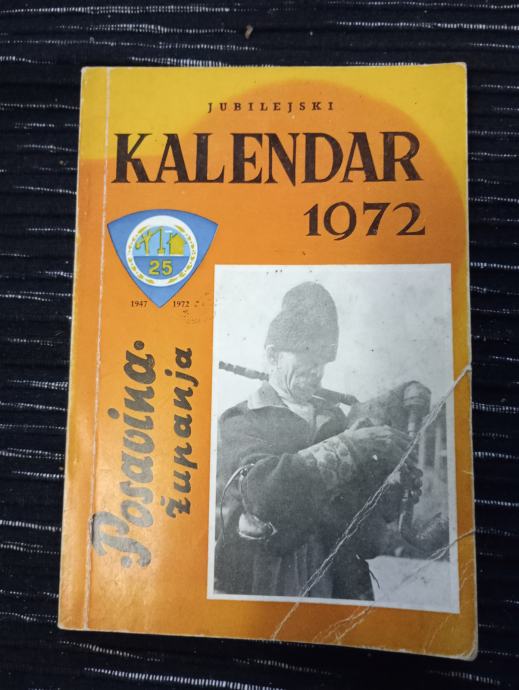 JUBILEJSKI
KALENDAR
1972
25
1947 1972
Posavina
županja